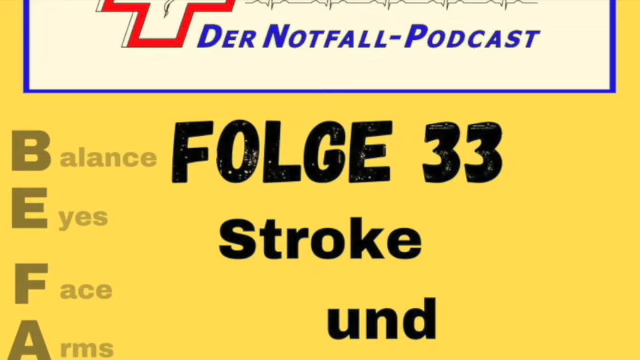 DER NOTFALL-PODCAST
FOLGE 33
Balance
Eyes
Stroke
Face
und
Arms